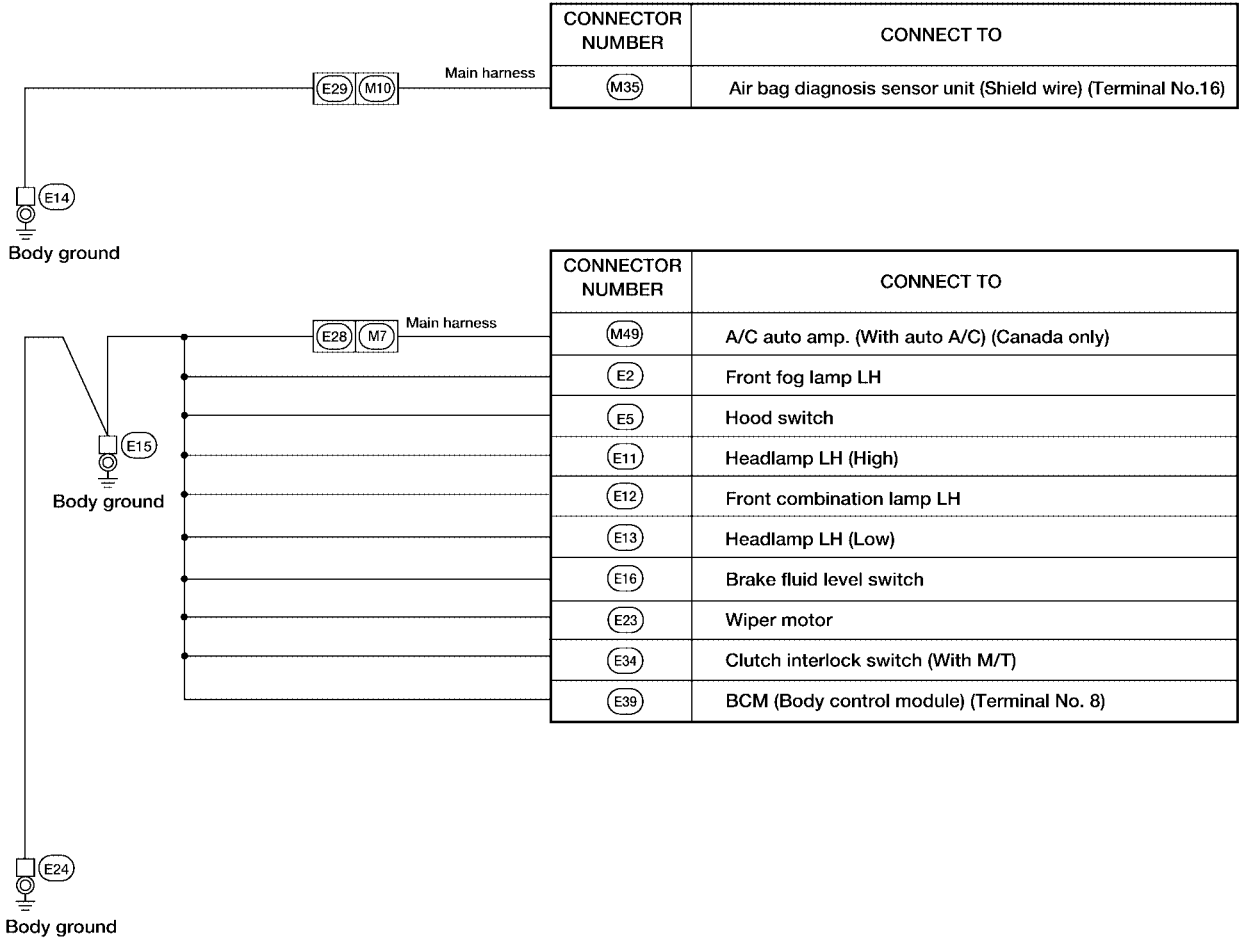 CONNECTOR NUMBER CONNECT TO
E29 M10 Main harness M35 Air bag diagnosis sensor unit (Shield wire) (Terminal No.16)
E14
Body ground
CONNECTOR NUMBER CONNECT TO
E28 M7 Main harness M49 A/C auto amp. (With auto A/C) (Canada only)
E2 Front fog lamp LH
E5 Hood switch
E15
E11 Headlamp LH (High)
Body ground
E12 Front combination lamp LH
E13 Headlamp LH (Low)
E16 Brake fluid level switch
E23 Wiper motor
E34 Clutch interlock switch (With M/T)
E39 BCM (Body control module) (Terminal No. 8)
E24
Body ground